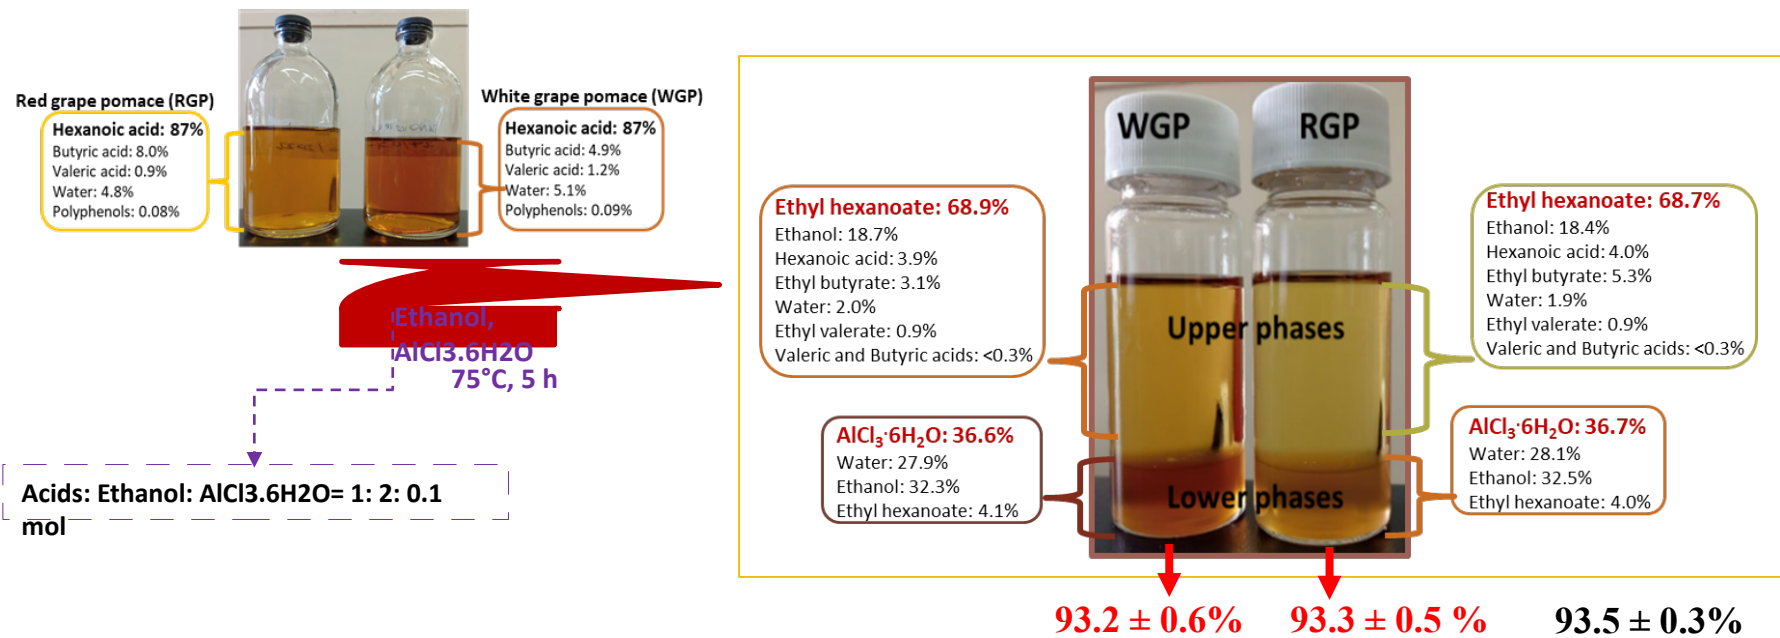 Red grape pomace (RGP)
Hexanoic acid: 87%
Butyric acid: 8.0%
Valeric acid: 0.9%
Water: 4.8%
Polyphenols: 0.08%
White grape pomace (WGP)
Hexanoic acid: 87%
Butyric acid: 4.9%
Valeric acid: 1.2%
Water: 5.1%
Polyphenols: 0.09%
Ethanol,
AlCl3.6H2O
75°C, 5 h
Acids: Ethanol: AlCl3.6H2O= 1: 2: 0.1
mol
Ethyl hexanoate: 68.9%
Ethanol: 18.7%
Hexanoic acid: 3.9%
Ethyl butyrate: 3.1%
Water: 2.0%
Ethyl valerate: 0.9%
Valeric and Butyric acids: <0.3%
AlCl₃·6H₂O: 36.6%
Water: 27.9%
Ethanol: 32.3%
Ethyl hexanoate: 4.1%
WGP
RGP
Upper phases
Lower phases
Ethyl hexanoate: 68.7%
Ethanol: 18.4%
Hexanoic acid: 4.0%
Ethyl butyrate: 5.3%
Water: 1.9%
Ethyl valerate: 0.9%
Valeric and Butyric acids: <0.3%
AlCl₃·6H₂O: 36.7%
Water: 28.1%
Ethanol: 32.5%
Ethyl hexanoate: 4.0%
93.2 ± 0.6%
93.3 ± 0.5 %
93.5 ± 0.3%